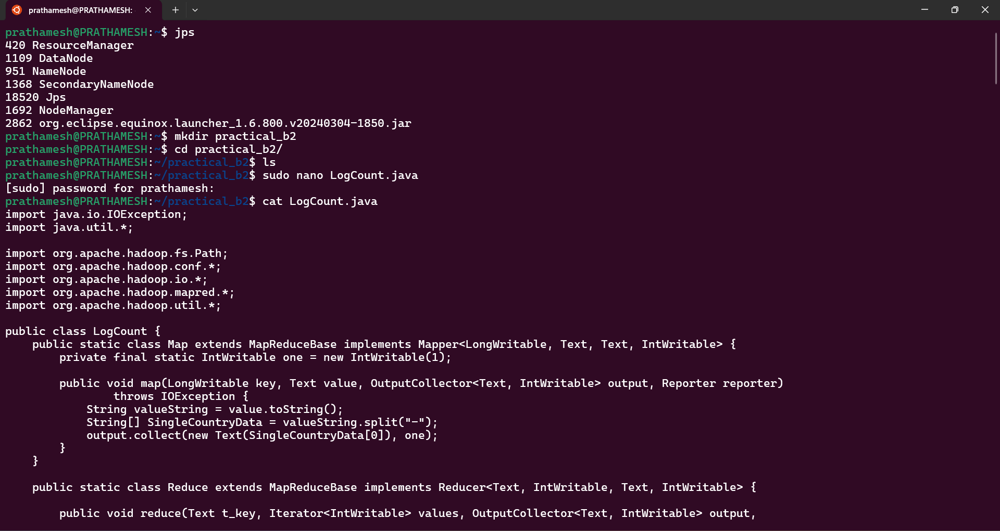 prathamesh@PRATHAMESH:
prathamesh@PRATHAMESH:~$ jps
420 ResourceManager
1109 DataNode
951 NameNode
1368 SecondaryNameNode
18520 Jps
1692 NodeManager
2862 org.eclipse.equinox.launcher_1.6.800.v20240304-1850.jar
prathamesh@PRATHAMESH:~$ mkdir practical_b2
prathamesh@PRATHAMESH:~$ cd practical_b2/
prathamesh@PRATHAMESH:~/practical_b2$ ls
prathamesh@PRATHAMESH:~/practical_b2$ sudo nano LogCount.java
[sudo] password for prathamesh:
prathamesh@PRATHAMESH:~/practical_b2$ cat LogCount.java
import java.io.IOException;
import java.util.*;

import org.apache.hadoop.fs.Path;
import org.apache.hadoop.conf.*;
import org.apache.hadoop.io.*;
import org.apache.hadoop.mapred.*;
import org.apache.hadoop.util.*;

public class LogCount {
    public static class Map extends MapReduceBase implements Mapper<LongWritable, Text, Text, IntWritable> {
        private final static IntWritable one = new IntWritable(1);

        public void map(LongWritable key, Text value, OutputCollector<Text, IntWritable> output, Reporter reporter)
                throws IOException {
            String valueString = value.toString();
            String[] SingleCountryData = valueString.split("-");
            output.collect(new Text(SingleCountryData[0]), one);
        }
    }

    public static class Reduce extends MapReduceBase implements Reducer<Text, IntWritable, Text, IntWritable> {

        public void reduce(Text t_key, Iterator<IntWritable> values, OutputCollector<Text, IntWritable> output,